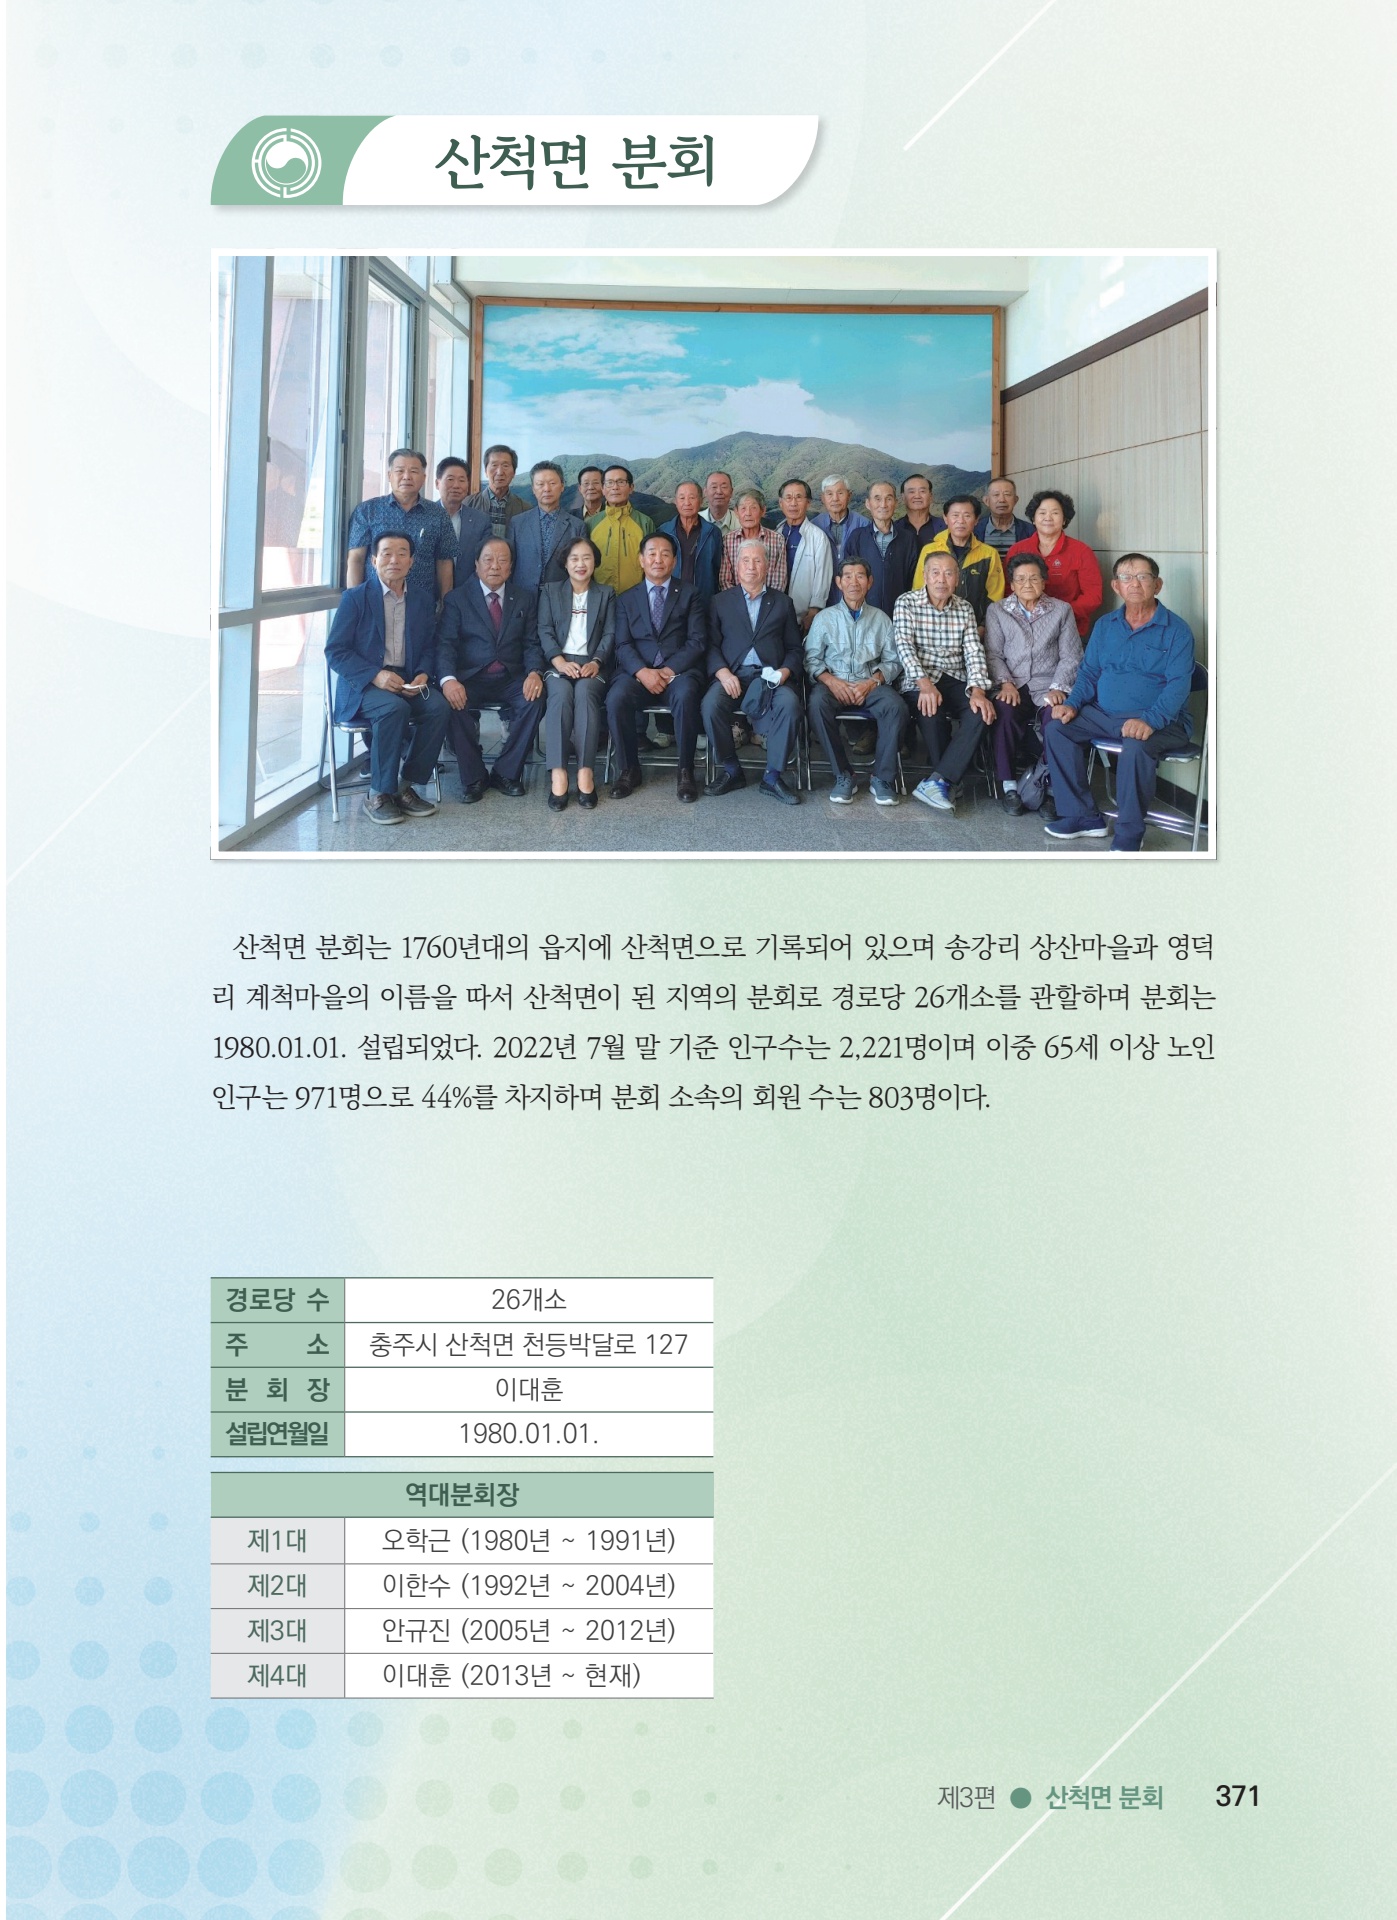 산척면 분회
산척면 분회는 1760년대의 읍지에 산척면으로 기록되어 있으며 송강리 상산마을과 영덕
리 계척마을의 이름을 따서 산척면이 된 지역의 분회로 경로당 26개소를 관할하며 분회는
1980.01.01. 설립되었다. 2022년 7월 말 기준 인구수는 2,221명이며 이중 65세 이상 노인
인구는 971명으로 44%를 차지하며 분회 소속의 회원 수는 803명이다.
경로당 수 26개소
주 소 충주시 산척면 천등박달로 127
분 회 장 이대훈
설립연월일 1980.01.01.
역대분회장
제1대 오학근 (1980년 ~ 1991년)
제2대 이한수 (1992년 ~ 2004년)
제3대 안규진 (2005년 ~ 2012년)
제4대 이대훈 (2013년 ~ 현재)
제3편 ● 산척면 분회 371